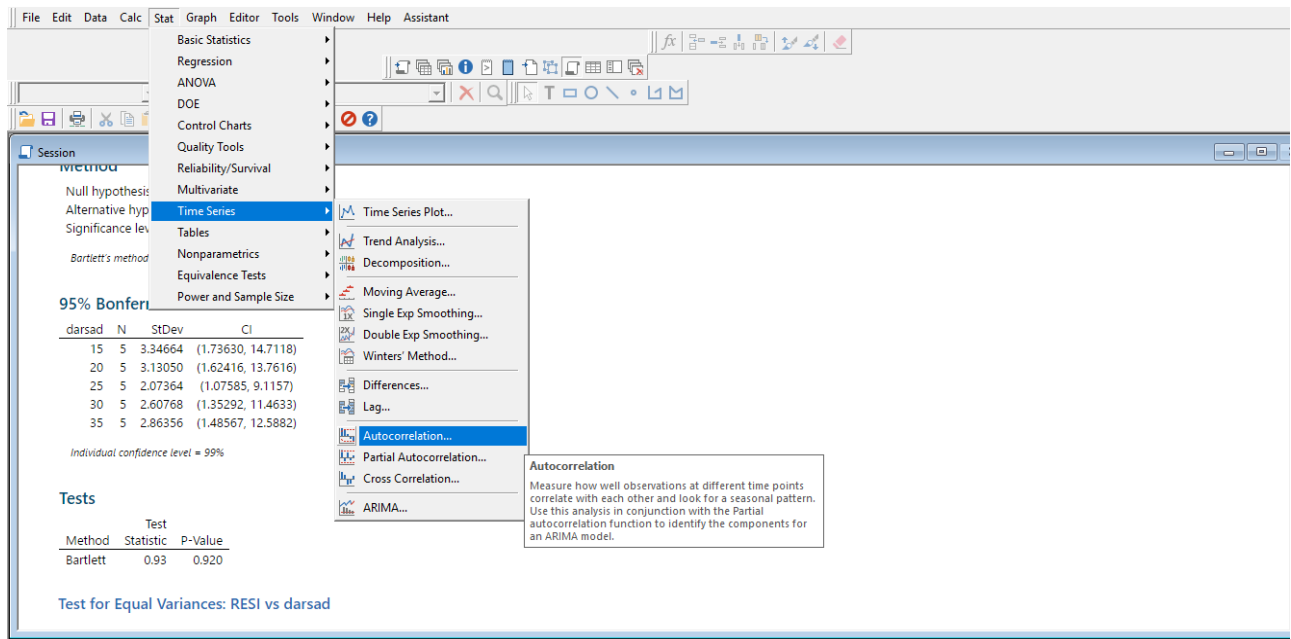 File Edit Data Calc Stat Graph Editor Tools Window Help Assistant
Basic Statistics
Regression
ANOVA
DOE
Control Charts
Quality Tools
Reliability/Survival
Multivariate
Time Series
Tables
Nonparametrics
Equivalence Tests
Power and Sample Size
Time Series Plot...
Trend Analysis...
Decomposition...
Moving Average...
Single Exp Smoothing...
Double Exp Smoothing...
Winters' Method...
Differences...
Lag...
Autocorrelation...
Partial Autocorrelation...
Cross Correlation...
ARIMA...
Autocorrelation
Measure how well observations at different time points
correlate with each other and look for a seasonal pattern.
Use this analysis in conjunction with the Partial
autocorrelation function to identify the components for
an ARIMA model.
Session
Method
Null hypothesis
Alternative hyp
Significance lev
Bartlett's method
95% Bonferr
darsad N StDev CI
15 5 3.34664 (1.73630, 14.7118)
20 5 3.13050 (1.62416, 13.7616)
25 5 2.07364 (1.07585, 9.1157)
30 5 2.60768 (1.35292, 11.4633)
35 5 2.86356 (1.48567, 12.5882)
Individual confidence level = 99%
Tests
Test
Method Statistic P-Value
Bartlett 0.93 0.920
Test for Equal Variances: RESI vs darsad